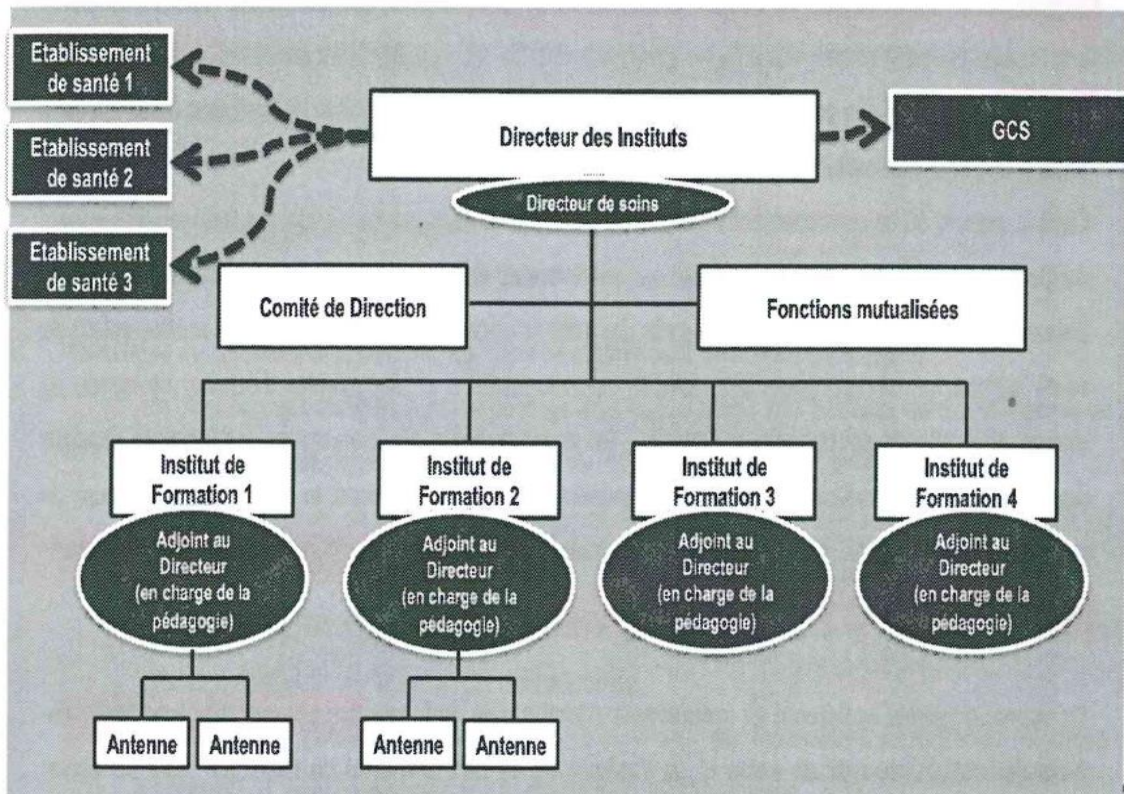 Etablissement
de santé 1
Directeur des Instituts
GCS
Etablissement
de santé 2
Directeur de soins
Etablissement
de santé 3
Comité de Direction
Fonctions mutualisées
Institut de
Formation 1
Institut de
Formation 2
Institut de
Formation 3
Institut de
Formation 4
Adjoint au
Directeur
(en charge de la
pédagogie)
Adjoint au
Directeur
(en charge de la
pédagogie)
Adjoint au
Directeur
(en charge de la
pédagogie)
Adjoint au
Directeur
(en charge de la
pédagogie)
Antenne
Antenne
Antenne
Antenne